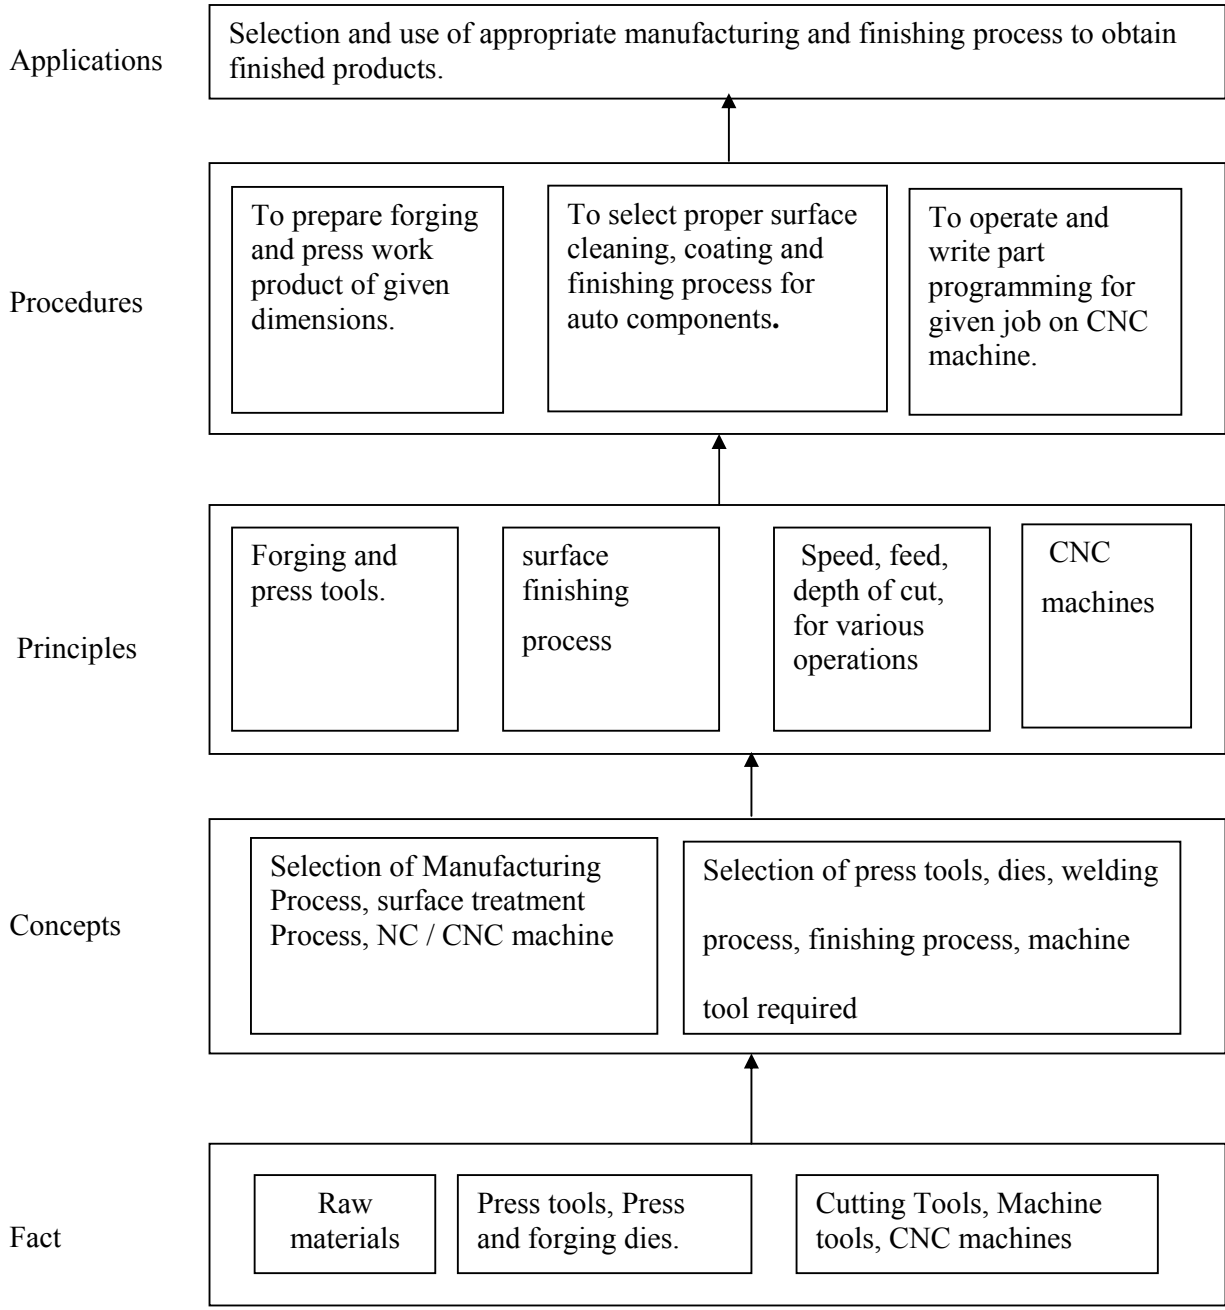 Applications
Selection and use of appropriate manufacturing and finishing process to obtain
finished products.
Procedures
To prepare forging
and press work
product of given
dimensions.
To select proper surface
cleaning, coating and
finishing process for
auto components.
To operate and
write part
programming for
given job on CNC
machine.
Principles
Forging and
press tools.
surface
finishing
process
Speed, feed,
depth of cut,
for various
operations
CNC
machines
Concepts
Selection of Manufacturing
Process, surface treatment
Process, NC / CNC machine
Selection of press tools, dies, welding
process, finishing process, machine
tool required
Fact
Raw
materials
Press tools, Press
and forging dies.
Cutting Tools, Machine
tools, CNC machines